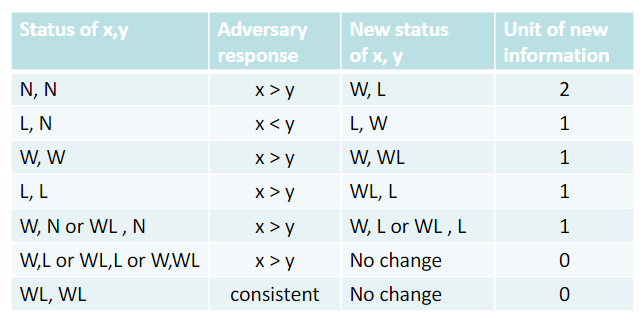 Status of x,y Adversary response New status of x, y Unit of new information
N, N x > y W, L 2
L, N x < y L, W 1
W, W x > y W, WL 1
L, L x > y WL, L 1
W, N or WL , N x > y W, L or WL , L 1
W,L or WL,L or W,WL x > y No change 0
WL, WL consistent No change 0